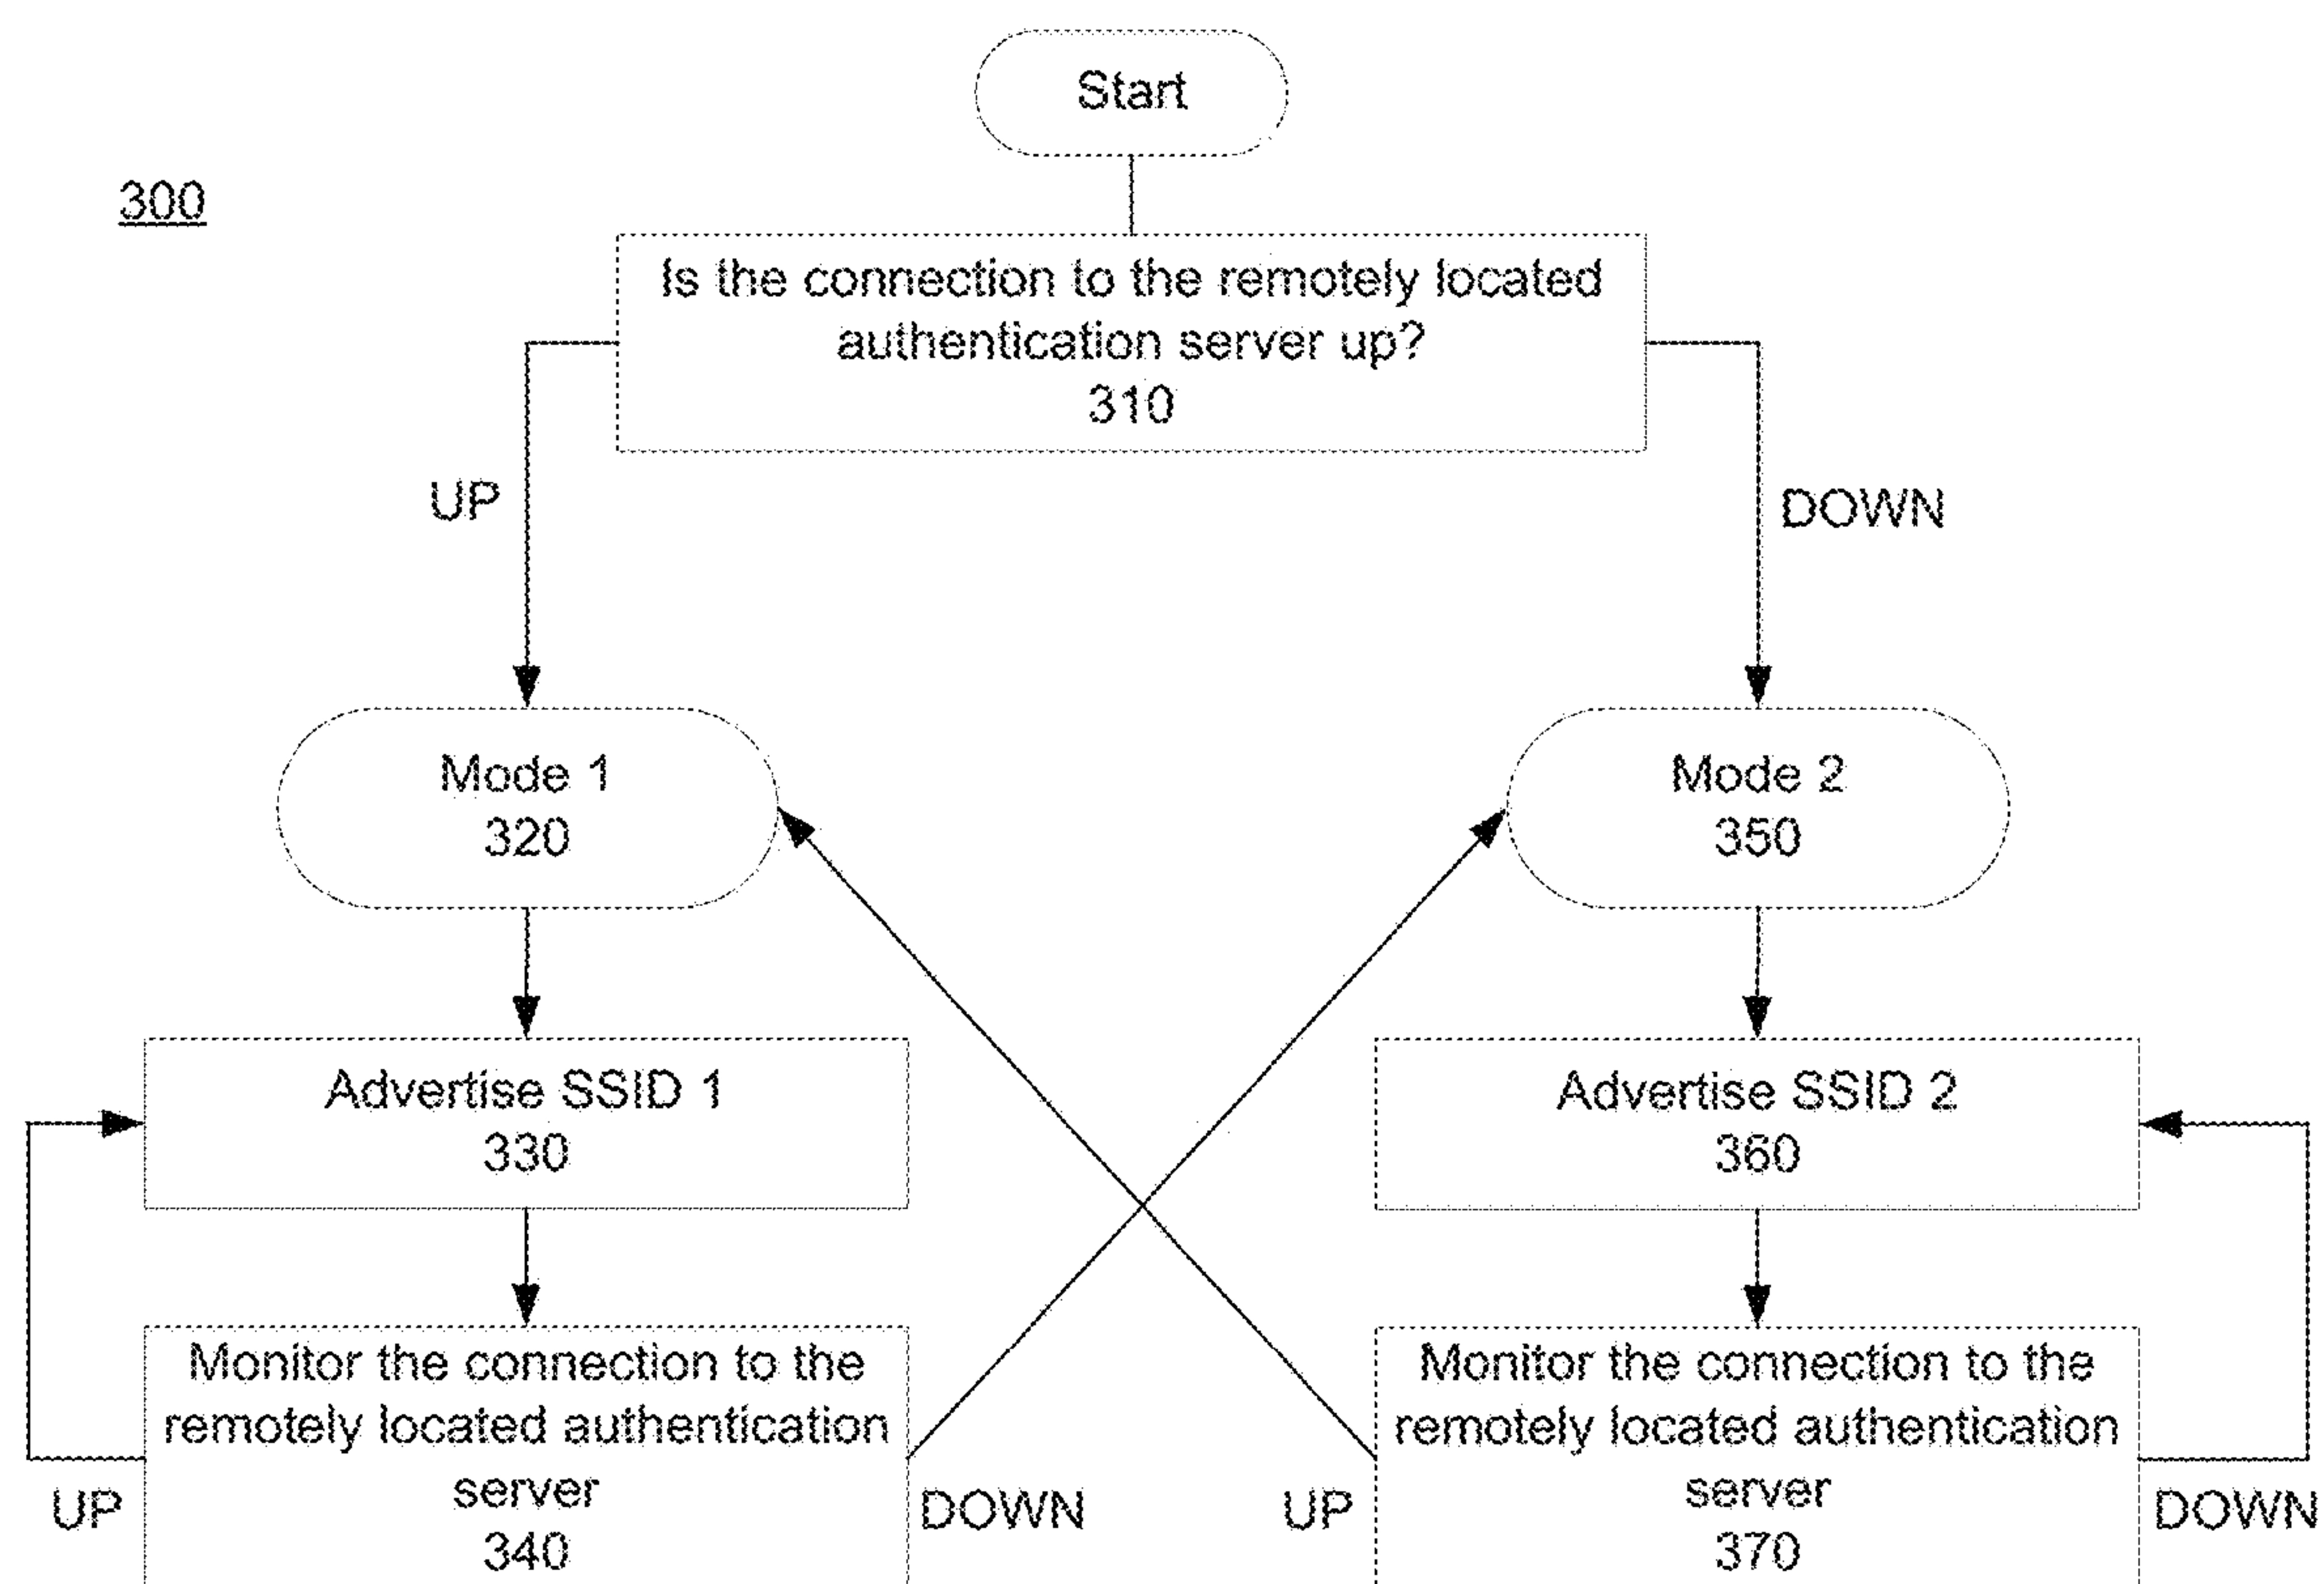 Start
300
Is the connection to the remotely located
authentication server up?
310
UP
DOWN
Mode 1
320
Mode 2
350
Advertise SSID 1
330
Advertise SSID 2
360
Monitor the connection to the
remotely located authentication
server
340
Monitor the connection to the
remotely located authentication
server
370
UP
DOWN
UP
DOWN